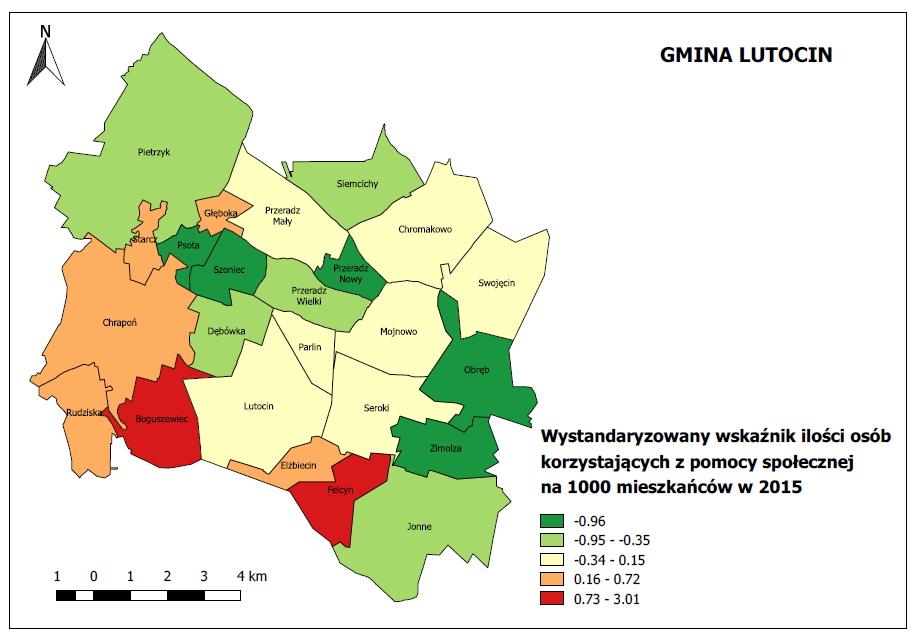 N
GMINA LUTOCIN
Pietrzyk
Siemcichy
Głęboka
Przeradz
Mały
Starcz
Chromakowo
Psota
Szoniec
Przeradz
Nowy
Swojęcin
Przeradz
Wielki
Chrapoń
Dębówka
Mojnowo
Parlin
Obręb
Lutocin
Seroki
Rudziska
Boguszewiec
Zimolza
Elżbiecin
Felcyn
Jonne
Wystandaryzowany wskaźnik ilości osób
korzystających z pomocy społecznej
na 1000 mieszkańców w 2015
-0.96
-0.95 - -0.35
-0.34 - 0.15
0.16 - 0.72
0.73 - 3.01
1 0 1 2 3 4 km